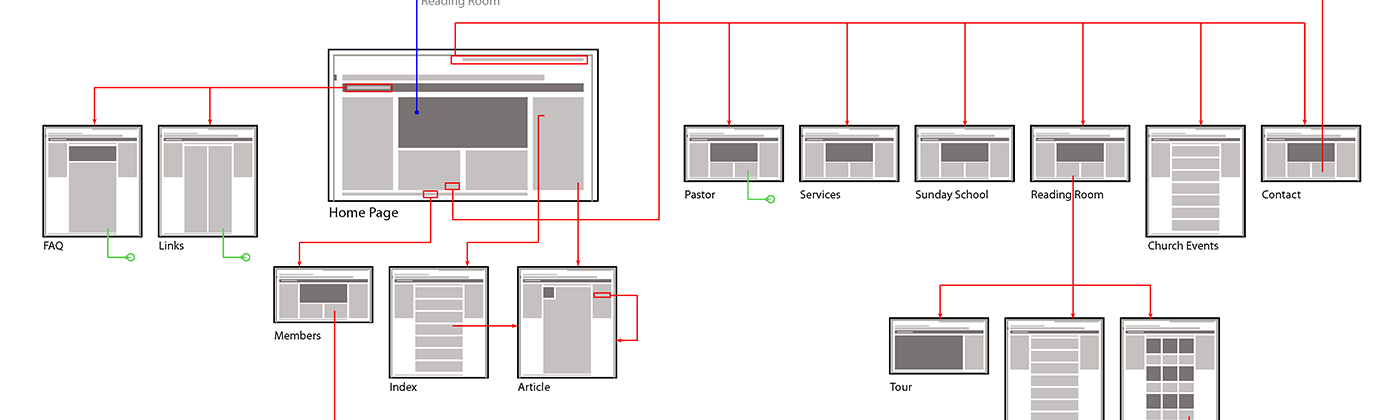 Reading Room
Home Page
Pastor
Services
Sunday School
Reading Room
Contact
FAQ
Links
Church Events
Members
Index
Article
Tour